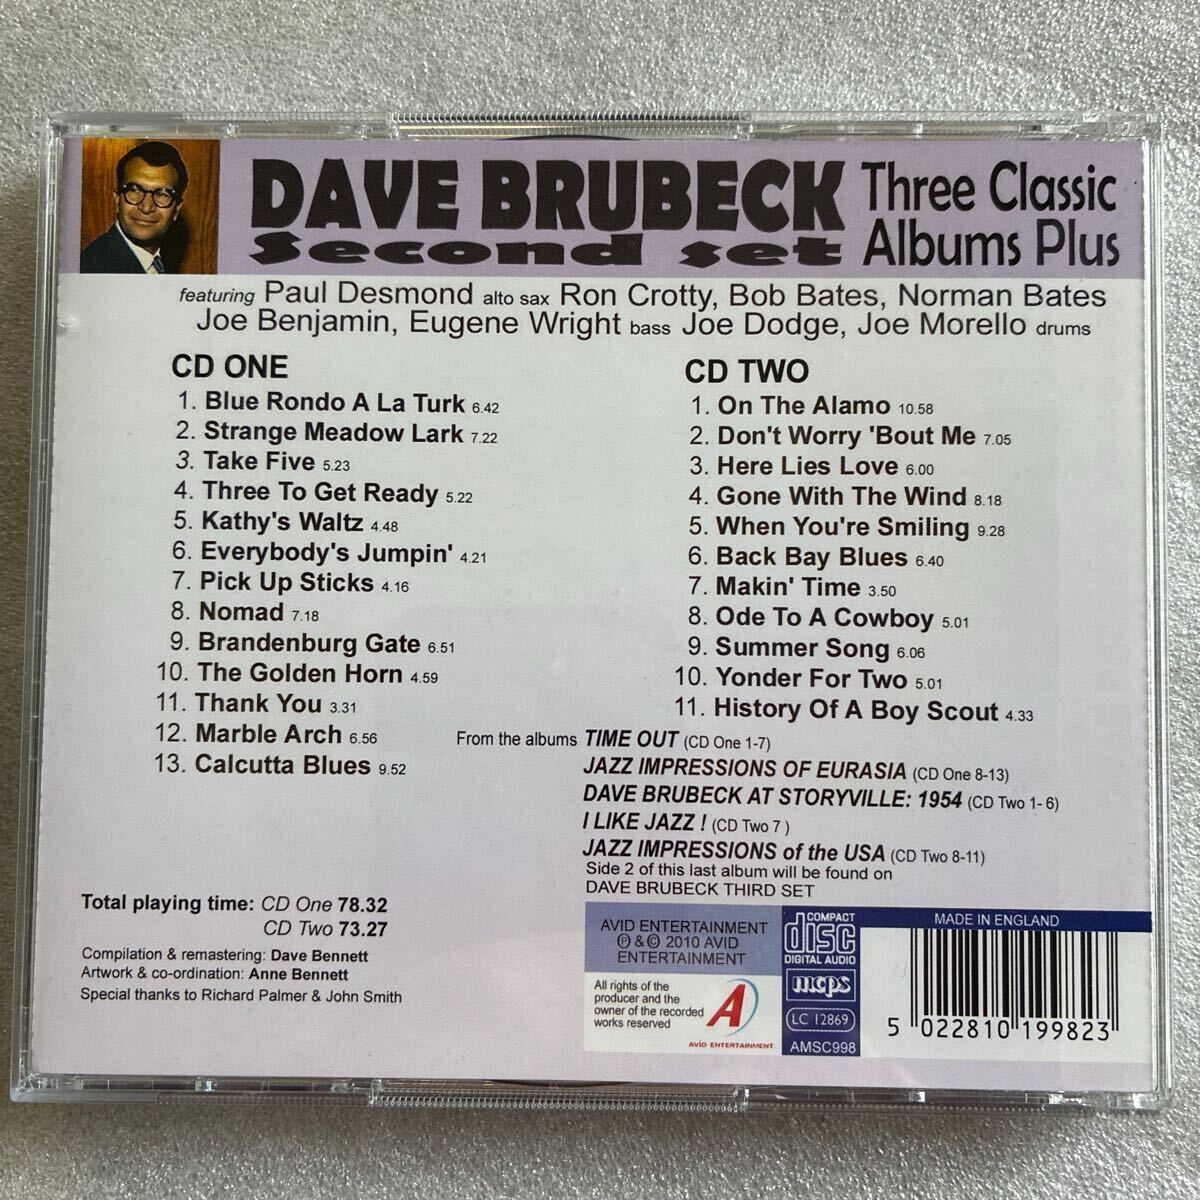 DAVE BRUBECK
Second set
Three Classic
Albums Plus
featuring Paul Desmond alto sax Ron Crotty, Bob Bates, Norman Bates
Joe Benjamin, Eugene Wright bass Joe Dodge, Joe Morello drums
CD ONE
1. Blue Rondo A La Turk 6.42
2. Strange Meadow Lark 7.22
3. Take Five 5.23
4. Three To Get Ready 5.22
5. Kathy's Waltz 4.48
6. Everybody's Jumpin' 4.21
7. Pick Up Sticks 4.16
8. Nomad 7.18
9. Brandenburg Gate 6.51
10. The Golden Horn 4.59
11. Thank You 3.31
12. Marble Arch 6.56
13. Calcutta Blues 9.52
CD TWO
1. On The Alamo 10.58
2. Don't Worry 'Bout Me 7.05
3. Here Lies Love 6.00
4. Gone With The Wind 8.18
5. When You're Smiling 9.28
6. Back Bay Blues 6.40
7. Makin' Time 3.50
8. Ode To A Cowboy 5.01
9. Summer Song 6.06
10. Yonder For Two 5.01
11. History Of A Boy Scout 4.33
From the albums TIME OUT (CD One 1-7)
JAZZ IMPRESSIONS OF EURASIA (CD One 8-13)
DAVE BRUBECK AT STORYVILLE: 1954 (CD Two 1- 6)
I LIKE JAZZ ! (CD Two 7 )
JAZZ IMPRESSIONS of the USA (CD Two 8-11)
Side 2 of this last album will be found on
DAVE BRUBECK THIRD SET
Total playing time: CD One 78.32
CD Two 73.27
Compilation & remastering: Dave Bennett
Artwork & co-ordination: Anne Bennett
Special thanks to Richard Palmer & John Smith
AVID ENTERTAINMENT
℗ & © 2010 AVID
ENTERTAINMENT
All rights of the
producer and the
owner of the recorded
works reserved
A
AVID ENTERTAINMENT
COMPACT
disc
DIGITAL AUDIO
mcps
LC 12869
AMSC998
MADE IN ENGLAND
5 022810 199823